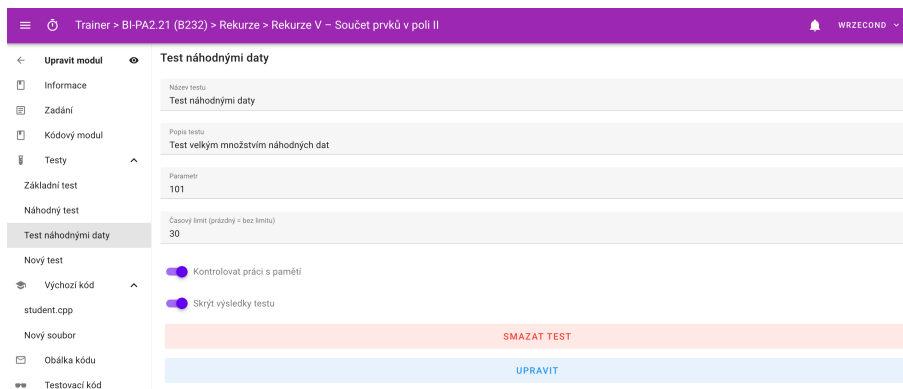 Trainer > BI-PA2.21 (B232) > Rekurze > Rekurze V – Součet prvků v poli II
WRZECOND
Upravit modul
Informace
Zadání
Kódový modul
Testy
Základní test
Náhodný test
Test náhodnými daty
Nový test
Výchozí kód
student.cpp
Nový soubor
Obálka kódu
Testovací kód
Test náhodnými daty
Název testu
Test náhodnými daty
Popis testu
Test velkým množstvím náhodných dat
Parametr
101
Časový limit (prázdný = bez limitu)
30
Kontrolovat práci s pamětí
Skrýt výsledky testu
SMAZAT TEST
UPRAVIT